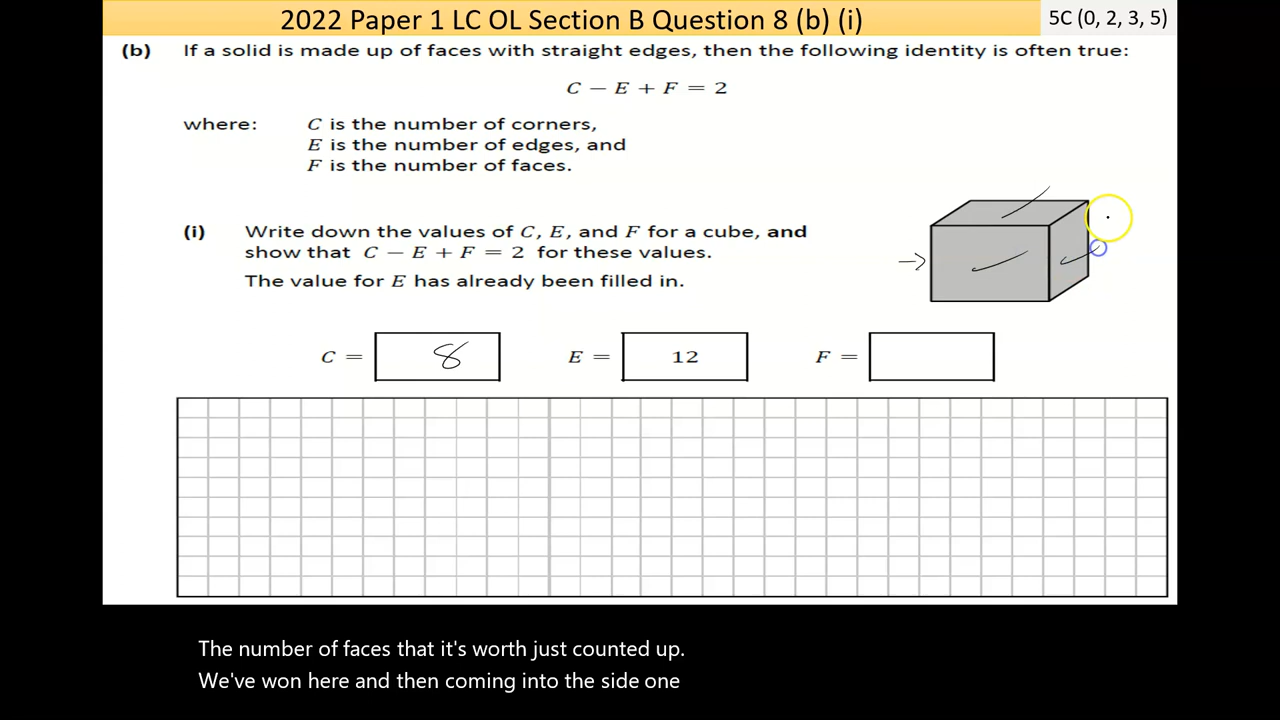 2022 Paper 1 LC OL Section B Question 8 (b) (i)
5C (0, 2, 3, 5)
(b) If a solid is made up of faces with straight edges, then the following identity is often true:
C − E + F = 2
where: C is the number of corners,
E is the number of edges, and
F is the number of faces.
(i) Write down the values of C, E, and F for a cube, and
show that C − E + F = 2 for these values.
The value for E has already been filled in.
C = 8 E = 12 F =
The number of faces that it's worth just counted up.
We've won here and then coming into the side one